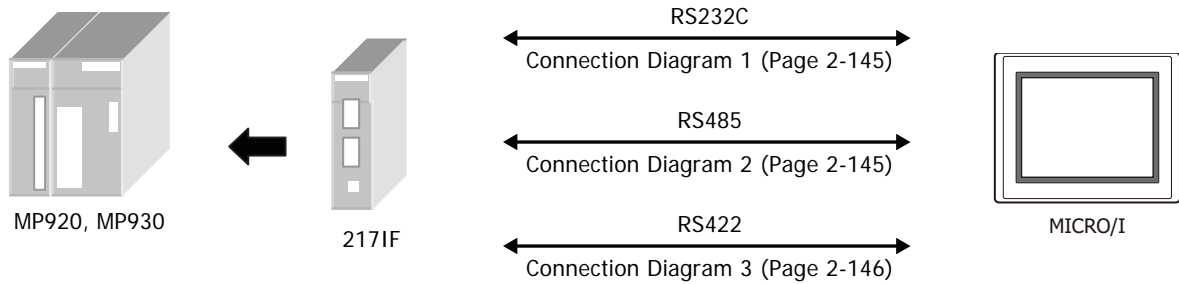 RS232C
Connection Diagram 1 (Page 2-145)
RS485
Connection Diagram 2 (Page 2-145)
MP920, MP930
217IF
RS422
MICRO/I
Connection Diagram 3 (Page 2-146)